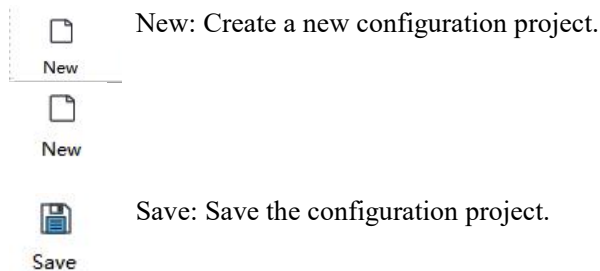 New: Create a new configuration project.
New
New
Save: Save the configuration project.
Save